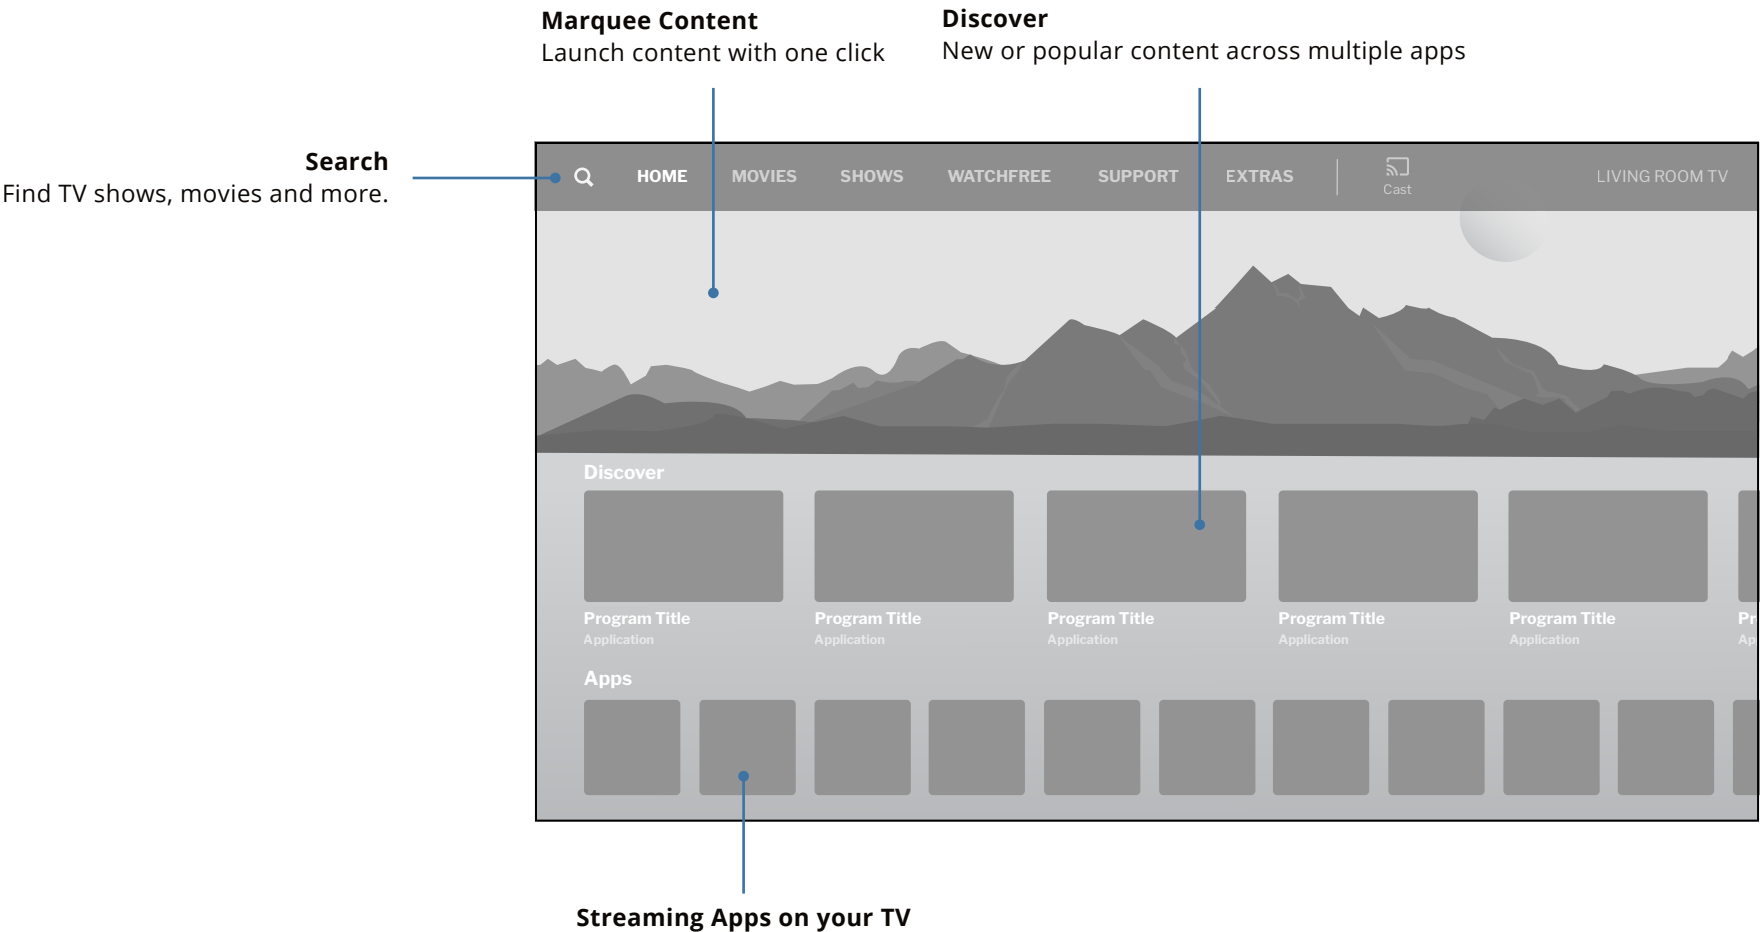 Marquee Content
Launch content with one click
Discover
New or popular content across multiple apps
Search
Find TV shows, movies and more.
HOME MOVIES SHOWS WATCHFREE SUPPORT EXTRAS Cast LIVING ROOM TV
Discover
Program Title Program Title Program Title Program Title Program Title Pr
Application Application Application Application Application Ap
Apps
Streaming Apps on your TV